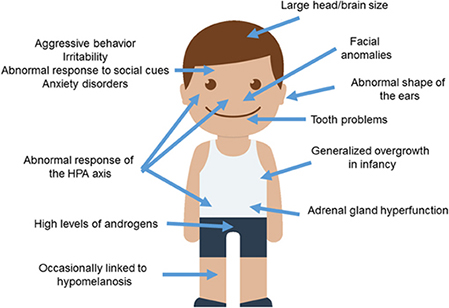 Large head/brain size
Aggressive behavior
Irritability
Abnormal response to social cues
Anxiety disorders
Facial
anomalies
Abnormal shape of
the ears
Tooth problems
Abnormal response of
the HPA axis
Generalized overgrowth
in infancy
High levels of androgens
Adrenal gland hyperfunction
Occasionally linked to
hypomelanosis